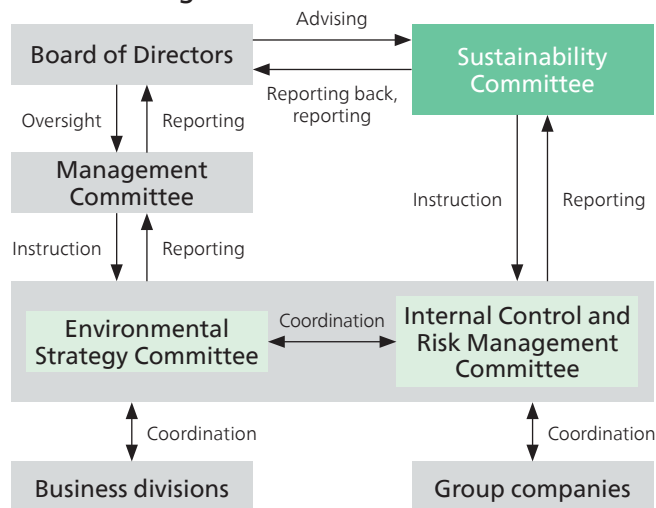 Advising
Board of Directors
Sustainability
Committee
Reporting back,
reporting
Oversight
Reporting
Management
Committee
Instruction
Reporting
Instruction
Reporting
Environmental
Strategy Committee
Coordination
Internal Control and
Risk Management
Committee
Coordination
Coordination
Business divisions
Group companies